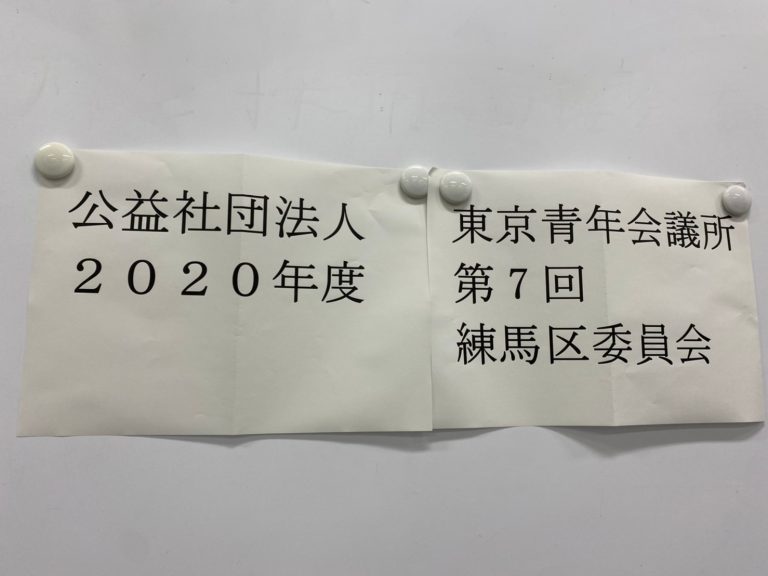 公益社団法人 東京青年会議所
２０２０年度 第７回
練馬区委員会